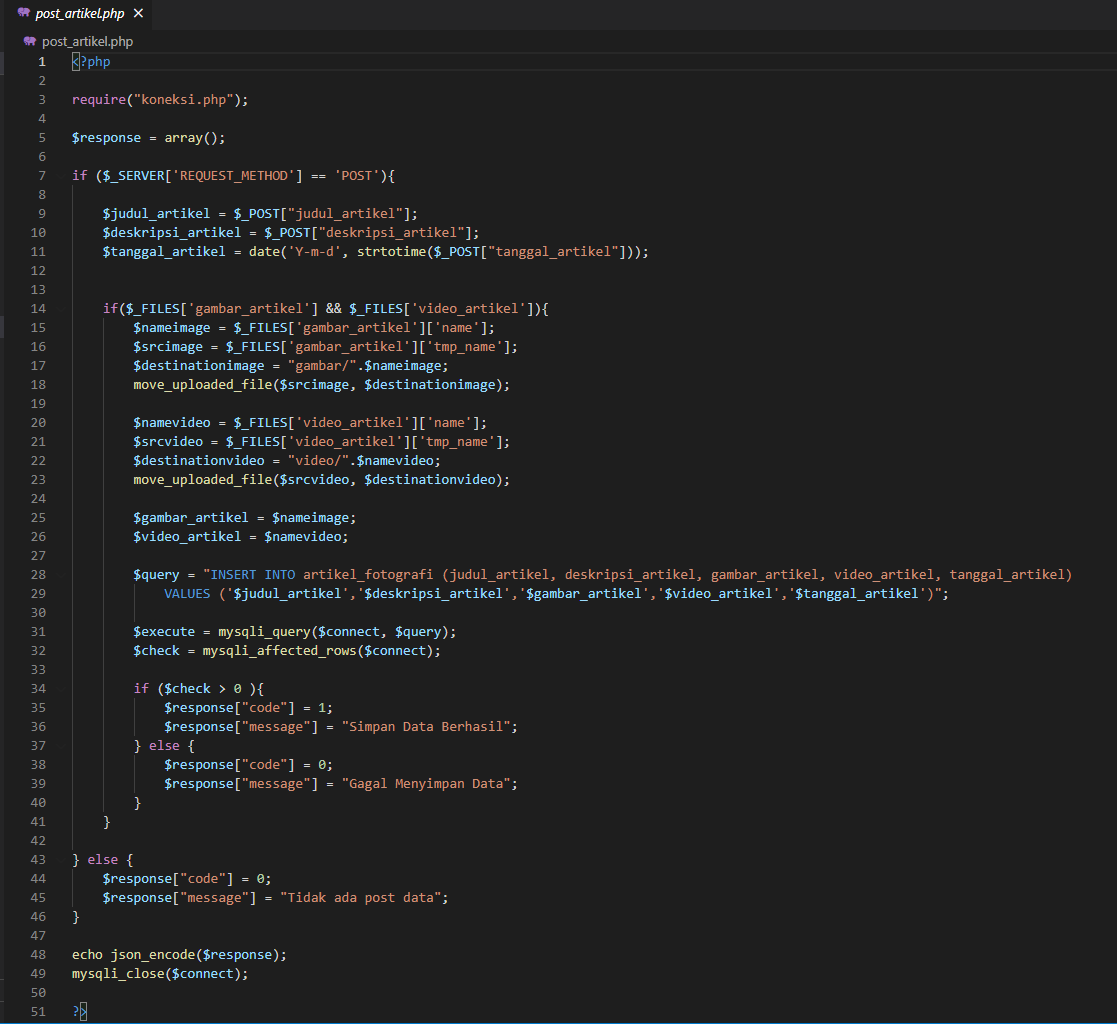 post_artikel.php ×
post_artikel.php
1 <?php
2
3 require("koneksi.php");
4
5 $response = array();
6
7 if ($_SERVER['REQUEST_METHOD'] == 'POST'){
8
9 $judul_artikel = $_POST["judul_artikel"];
10 $deskripsi_artikel = $_POST["deskripsi_artikel"];
11 $tanggal_artikel = date('Y-m-d', strtotime($_POST["tanggal_artikel"]));
12
13
14 if($_FILES['gambar_artikel'] && $_FILES['video_artikel']){
15 $nameimage = $_FILES['gambar_artikel']['name'];
16 $srcimage = $_FILES['gambar_artikel']['tmp_name'];
17 $destinationimage = "gambar/".$nameimage;
18 move_uploaded_file($srcimage, $destinationimage);
19
20 $namevideo = $_FILES['video_artikel']['name'];
21 $srcvideo = $_FILES['video_artikel']['tmp_name'];
22 $destinationvideo = "video/".$namevideo;
23 move_uploaded_file($srcvideo, $destinationvideo);
24
25 $gambar_artikel = $nameimage;
26 $video_artikel = $namevideo;
27
28 $query = "INSERT INTO artikel_fotografi (judul_artikel, deskripsi_artikel, gambar_artikel, video_artikel, tanggal_artikel)
29 VALUES ('$judul_artikel','$deskripsi_artikel','$gambar_artikel','$video_artikel','$tanggal_artikel')";
30
31 $execute = mysqli_query($connect, $query);
32 $check = mysqli_affected_rows($connect);
33
34 if ($check > 0 ){
35 $response["code"] = 1;
36 $response["message"] = "Simpan Data Berhasil";
37 } else {
38 $response["code"] = 0;
39 $response["message"] = "Gagal Menyimpan Data";
40 }
41 }
42
43 } else {
44 $response["code"] = 0;
45 $response["message"] = "Tidak ada post data";
46 }
47
48 echo json_encode($response);
49 mysqli_close($connect);
50
51 ?>